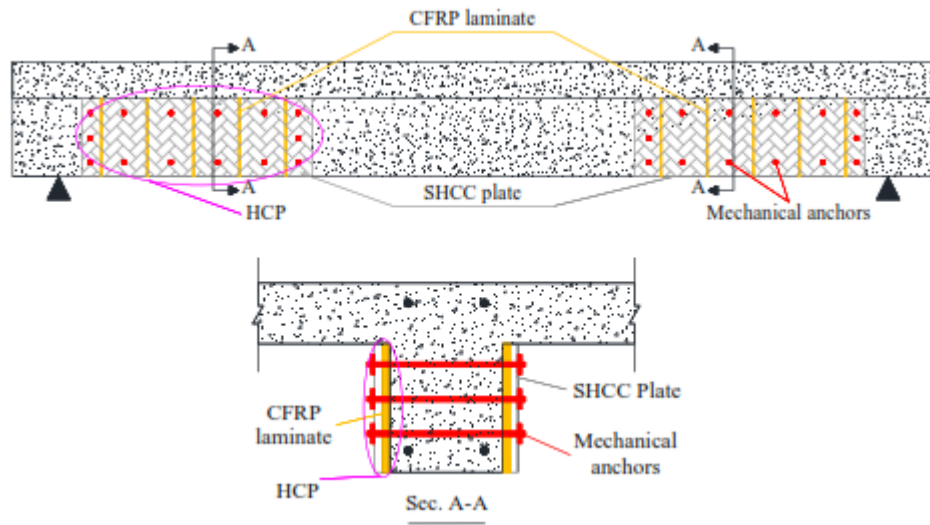 CFRP laminate
A
A
A
A
SHCC plate
HCP
Mechanical anchors
SHCC Plate
CFRP
laminate
Mechanical
anchors
HCP
Sec. A-A